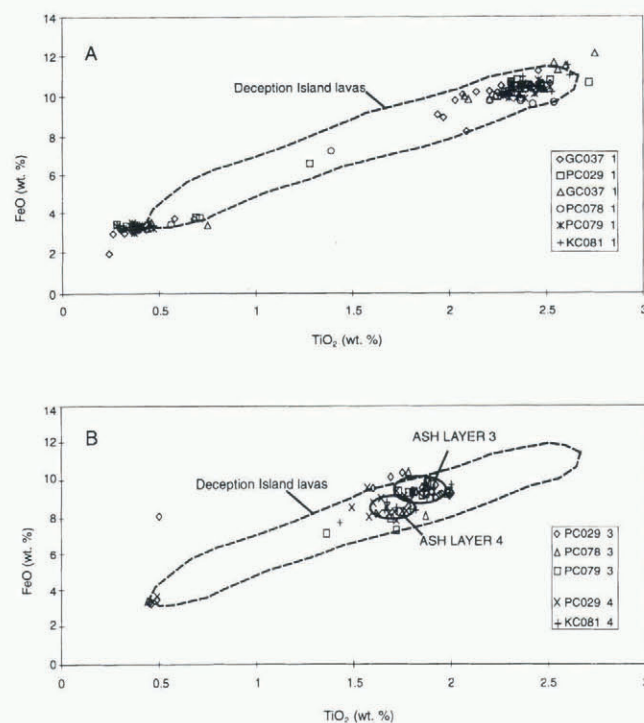 A
FeO (wt. %)
14
12
10
8
6
4
2
0
Deception Island lavas
GC037 1
PC029 1
GC037 1
PC078 1
PC079 1
KC081 1
0 0.5 1 1.5 2 2.5 3
TiO₂ (wt. %)
B
FeO (wt. %)
14
12
10
8
6
4
2
0
ASH LAYER 3
Deception Island lavas
ASH LAYER 4
PC029 3
PC078 3
PC079 3
PC029 4
KC081 4
0 0.5 1 1.5 2 2.5 3
TiO₂ (wt. %)